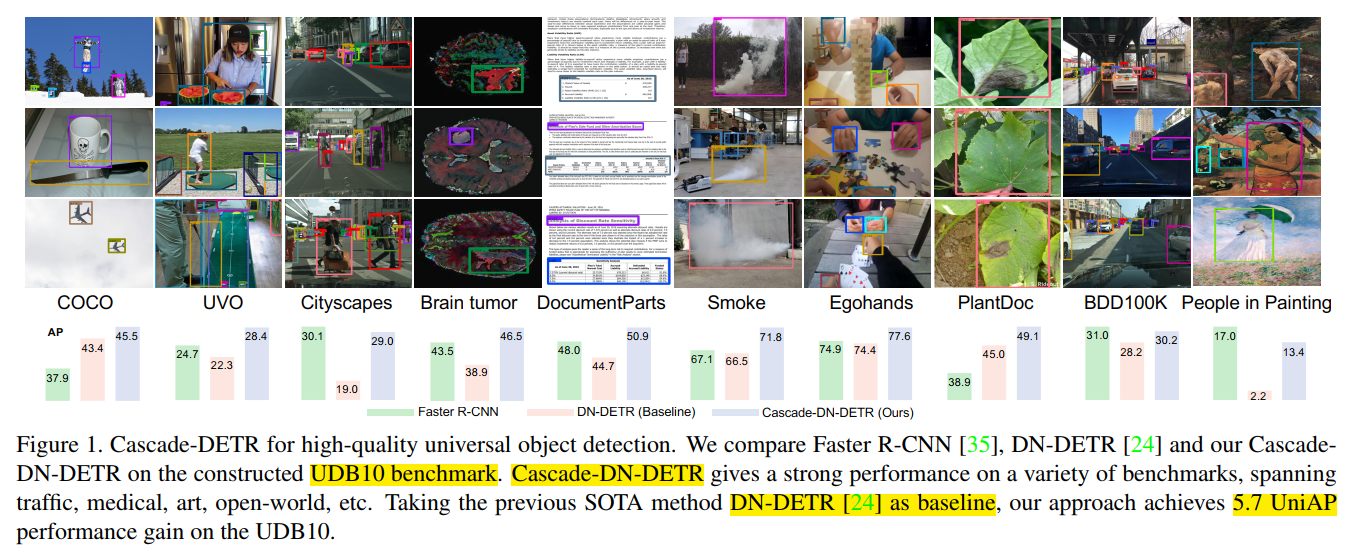 Analysis of Discount Rate Sensitivity
COCO UVO Cityscapes Brain tumor DocumentParts Smoke Egohands PlantDoc BDD100K People in Painting
AP
37.9 43.4 45.5 24.7 22.3 28.4 30.1 19.0 29.0 43.5 38.9 46.5 48.0 44.7 50.9 67.1 66.5 71.8 74.9 74.4 77.6 38.9 45.0 49.1 31.0 28.2 30.2 17.0 2.2 13.4
Faster R-CNN DN-DETR (Baseline) Cascade-DN-DETR (Ours)
Figure 1. Cascade-DETR for high-quality universal object detection. We compare Faster R-CNN [35], DN-DETR [24] and our Cascade-
DN-DETR on the constructed UDB10 benchmark. Cascade-DN-DETR gives a strong performance on a variety of benchmarks, spanning
traffic, medical, art, open-world, etc. Taking the previous SOTA method DN-DETR [24] as baseline, our approach achieves 5.7 UniAP
performance gain on the UDB10.